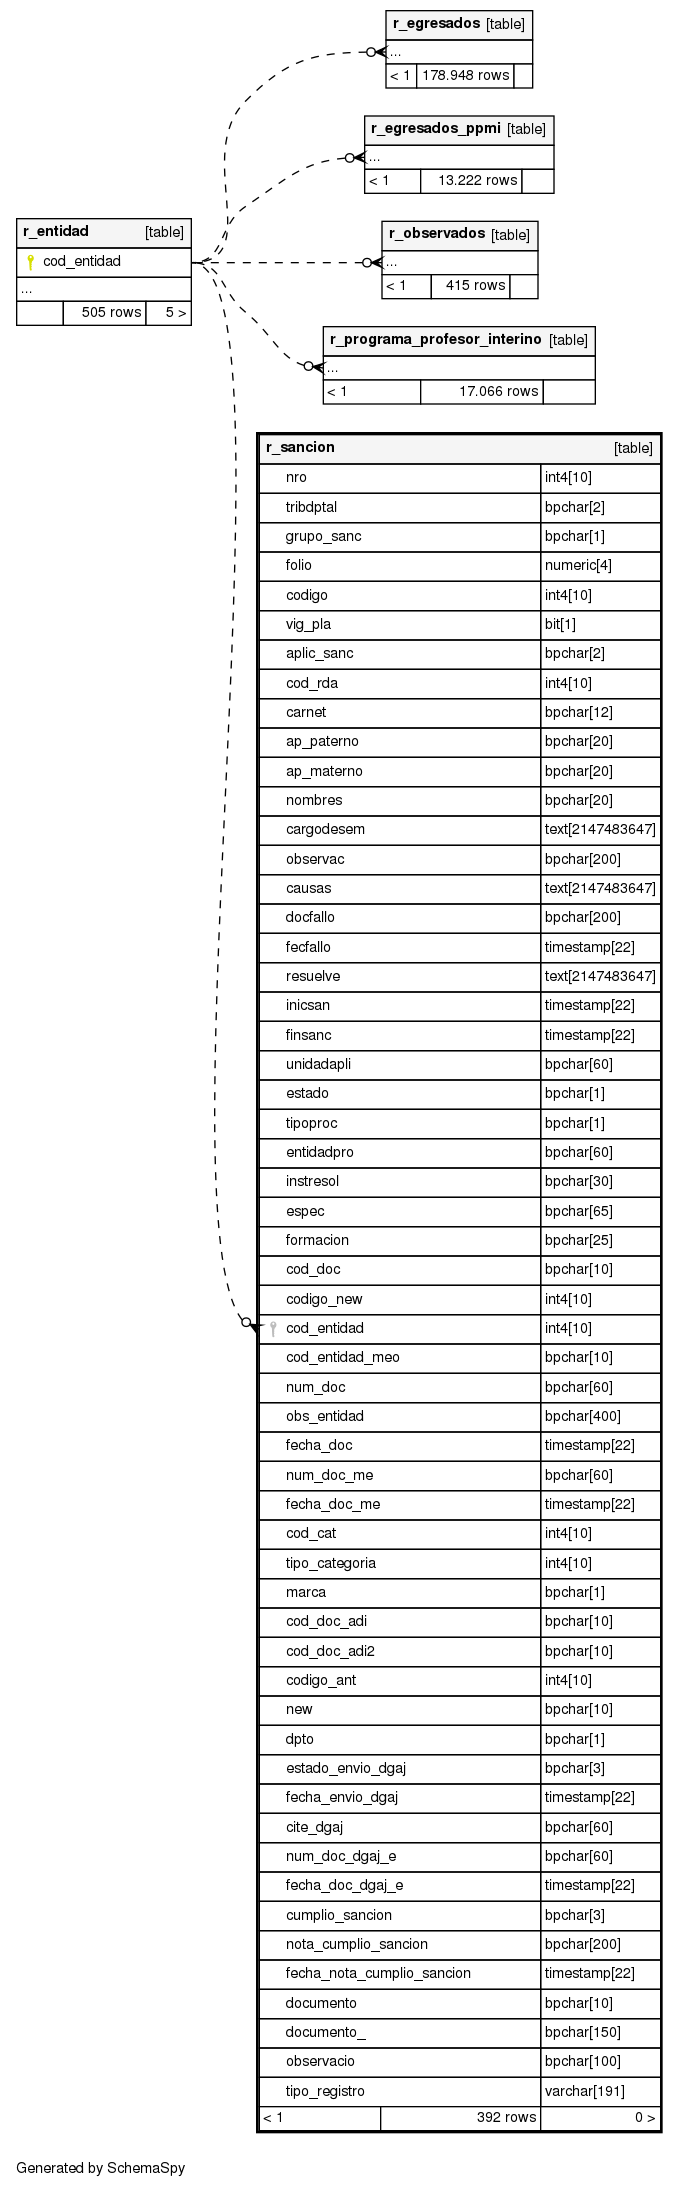 r_egresados [table]
...
< 1 178.948 rows
r_egresados_ppmi [table]
...
< 1 13.222 rows
r_entidad [table]
cod_entidad
...
505 rows 5 >
r_observados [table]
...
< 1 415 rows
r_programa_profesor_interino [table]
...
< 1 17.066 rows
r_sancion [table]
nro int4[10]
tribdptal bpchar[2]
grupo_sanc bpchar[1]
folio numeric[4]
codigo int4[10]
vig_pla bit[1]
aplic_sanc bpchar[2]
cod_rda int4[10]
carnet bpchar[12]
ap_paterno bpchar[20]
ap_materno bpchar[20]
nombres bpchar[20]
cargodesem text[2147483647]
observac bpchar[200]
causas text[2147483647]
docfallo bpchar[200]
fecfallo timestamp[22]
resuelve text[2147483647]
inicsan timestamp[22]
finsanc timestamp[22]
unidadapli bpchar[60]
estado bpchar[1]
tipoproc bpchar[1]
entidadpro bpchar[60]
instresol bpchar[30]
espec bpchar[65]
formacion bpchar[25]
cod_doc bpchar[10]
codigo_new int4[10]
cod_entidad int4[10]
cod_entidad_meo bpchar[10]
num_doc bpchar[60]
obs_entidad bpchar[400]
fecha_doc timestamp[22]
num_doc_me bpchar[60]
fecha_doc_me timestamp[22]
cod_cat int4[10]
tipo_categoria int4[10]
marca bpchar[1]
cod_doc_adi bpchar[10]
cod_doc_adi2 bpchar[10]
codigo_ant int4[10]
new bpchar[10]
dpto bpchar[1]
estado_envio_dgaj bpchar[3]
fecha_envio_dgaj timestamp[22]
cite_dgaj bpchar[60]
num_doc_dgaj_e bpchar[60]
fecha_doc_dgaj_e timestamp[22]
cumplio_sancion bpchar[3]
nota_cumplio_sancion bpchar[200]
fecha_nota_cumplio_sancion timestamp[22]
documento bpchar[10]
documento_ bpchar[150]
observacio bpchar[100]
tipo_registro varchar[191]
< 1 392 rows 0 >
Generated by SchemaSpy